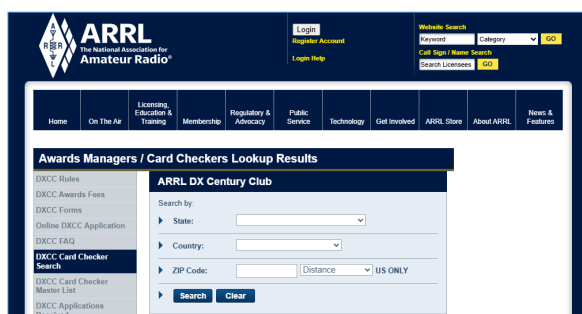 A
R R
L
ARRL
The National Association for
Amateur Radio®
Login
Register Account
Login Help
Website Search
Keyword
Category
GO
Call Sign / Name Search
Search Licensees
GO
Home
On The Air
Licensing,
Education &
Training
Membership
Regulatory &
Advocacy
Public
Service
Technology
Get Involved
ARRL Store
About ARRL
News &
Features
Awards Managers / Card Checkers Lookup Results
DXCC Rules
DXCC Awards Fees
DXCC Forms
Online DXCC Application
DXCC FAQ
DXCC Card Checker
Search
DXCC Card Checker
Master List
DXCC Applications
ARRL DX Century Club
Search by:
State:
Country:
ZIP Code:
Distance
US ONLY
Search
Clear